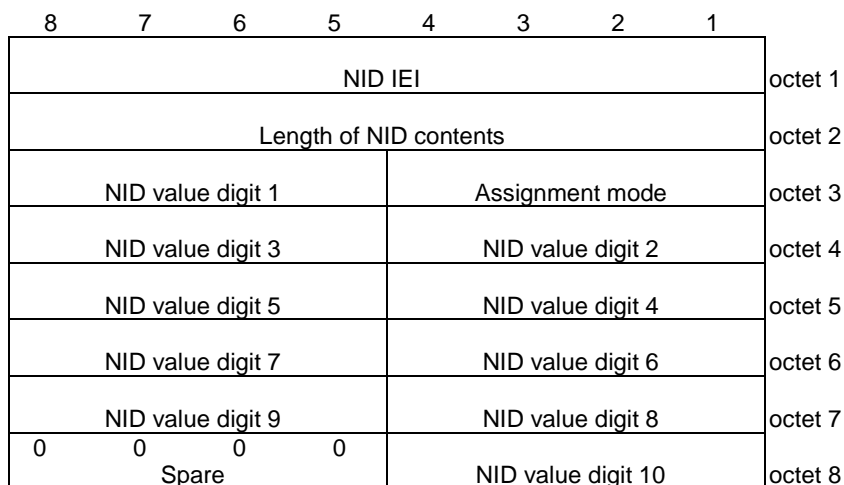 8 7 6 5 4 3 2 1
NID IEI octet 1
Length of NID contents octet 2
NID value digit 1 Assignment mode octet 3
NID value digit 3 NID value digit 2 octet 4
NID value digit 5 NID value digit 4 octet 5
NID value digit 7 NID value digit 6 octet 6
NID value digit 9 NID value digit 8 octet 7
0 0 0 0
Spare NID value digit 10 octet 8